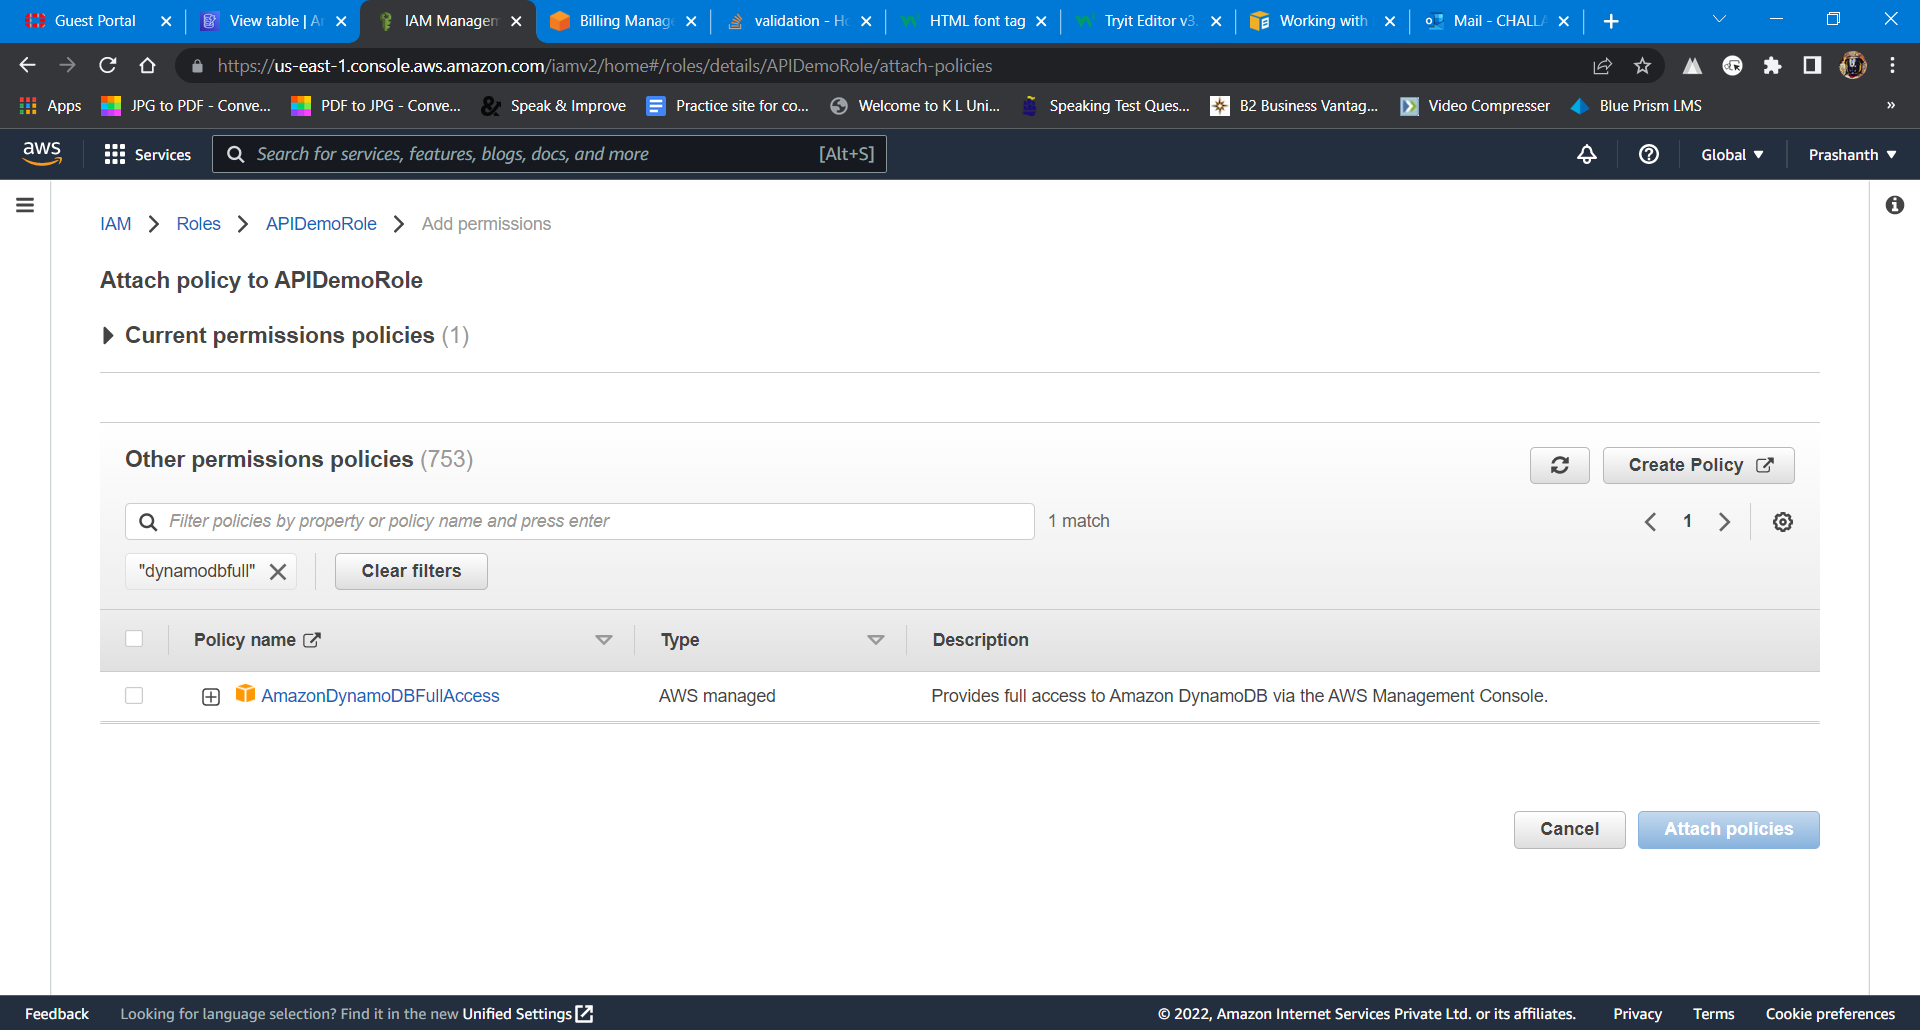 Guest Portal
View table | A
IAM Managem
Billing Manag
validation - H
HTML font tag
Tryit Editor v3.
Working with
Mail - CHALLA
https://us-east-1.console.aws.amazon.com/iamv2/home#/roles/details/APIDemoRole/attach-policies
Apps
JPG to PDF - Conve...
PDF to JPG - Conve...
Speak & Improve
Practice site for co...
Welcome to K L Uni...
Speaking Test Ques...
B2 Business Vantag...
Video Compresser
Blue Prism LMS
»
aws
Services
Search for services, features, blogs, docs, and more
[Alt+S]
Global
Prashanth
IAM
Roles
APIDemoRole
Add permissions
Attach policy to APIDemoRole
Current permissions policies (1)
Other permissions policies (753)
Create Policy
Filter policies by property or policy name and press enter
1 match
1
"dynamodbfull"
Clear filters
Policy name
Type
Description
AmazonDynamoDBFullAccess
AWS managed
Provides full access to Amazon DynamoDB via the AWS Management Console.
Cancel
Attach policies
Feedback
Looking for language selection? Find it in the new Unified Settings
© 2022, Amazon Internet Services Private Ltd. or its affiliates.
Privacy
Terms
Cookie preferences